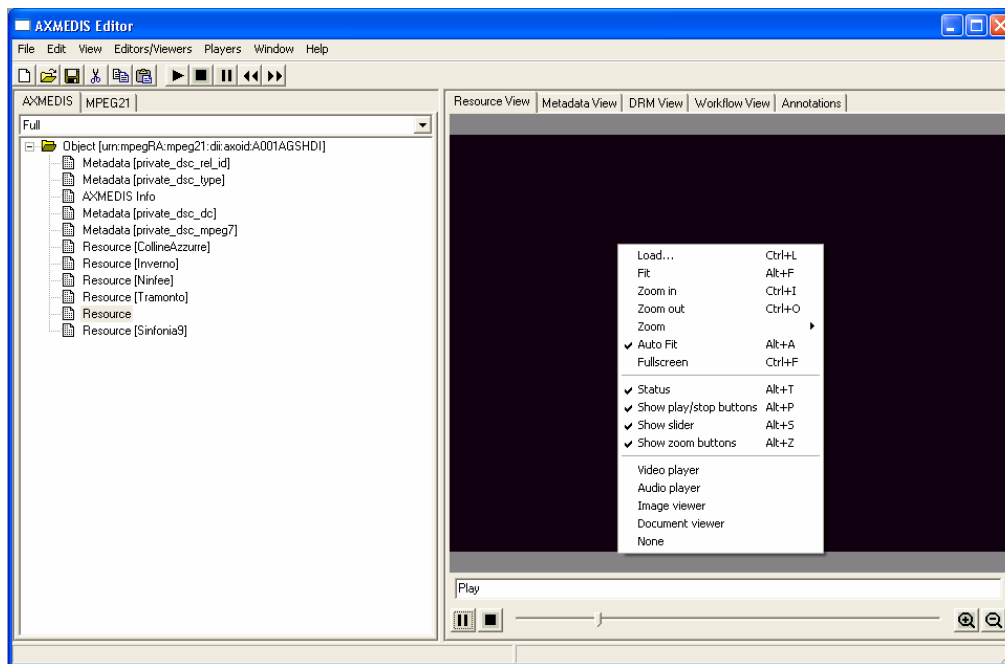 AXMEDIS Editor
File Edit View Editors/Viewers Players Window Help
AXMEDIS MPEG21
Full
Object [urn:mpegRA:mpeg21:dii:axoid:A001AGSHDI]
Metadata [private_dsc_rel_id]
Metadata [private_dsc_type]
AXMEDIS Info
Metadata [private_dsc_dc]
Metadata [private_dsc_mpeg7]
Resource [CollineAzzurre]
Resource [Inverno]
Resource [Ninfee]
Resource [Tramonto]
Resource
Resource [Sinfonia9]
Resource View Metadata View DRM View Workflow View Annotations
Load... Ctrl+L
Fit Alt+F
Zoom in Ctrl+I
Zoom out Ctrl+O
Zoom
Auto Fit Alt+A
Fullscreen Ctrl+F
Status Alt+T
Show play/stop buttons Alt+P
Show slider Alt+S
Show zoom buttons Alt+Z
Video player
Audio player
Image viewer
Document viewer
None
Play